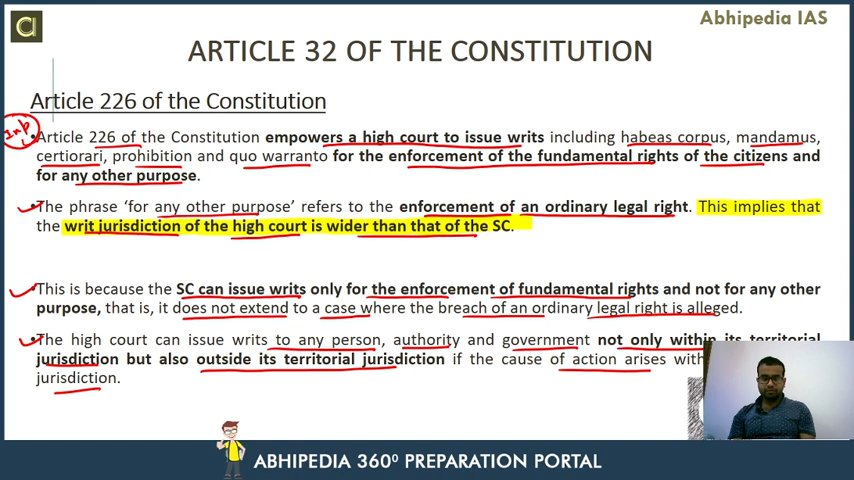 Abhipedia IAS
ARTICLE 32 OF THE CONSTITUTION
Article 226 of the Constitution
Imp
•Article 226 of the Constitution empowers a high court to issue writs including habeas corpus, mandamus,
certiorari, prohibition and quo warranto for the enforcement of the fundamental rights of the citizens and
for any other purpose.
•The phrase ‘for any other purpose’ refers to the enforcement of an ordinary legal right. This implies that
the writ jurisdiction of the high court is wider than that of the SC.
•This is because the SC can issue writs only for the enforcement of fundamental rights and not for any other
purpose, that is, it does not extend to a case where the breach of an ordinary legal right is alleged.
•The high court can issue writs to any person, authority and government not only within its territorial
jurisdiction but also outside its territorial jurisdiction if the cause of action arises with
jurisdiction.
ABHIPEDIA 360⁰ PREPARATION PORTAL